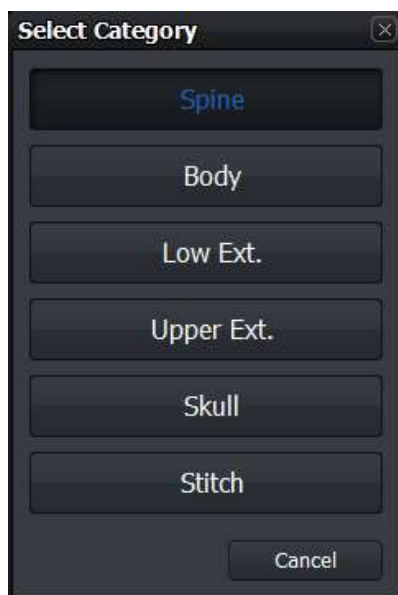 Select Category
Spine
Body
Low Ext.
Upper Ext.
Skull
Stitch
Cancel